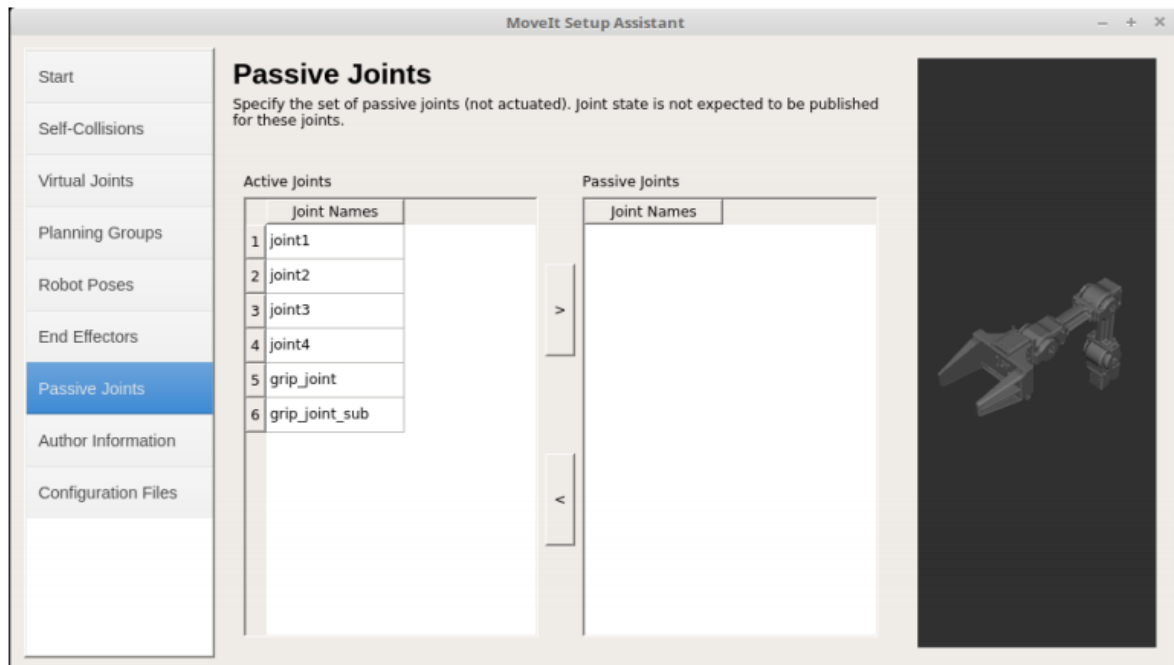 MoveIt Setup Assistant
Start
Self-Collisions
Virtual Joints
Planning Groups
Robot Poses
End Effectors
Passive Joints
Author Information
Configuration Files
Passive Joints
Specify the set of passive joints (not actuated). Joint state is not expected to be published
for these joints.
Active Joints
Joint Names
1 joint1
2 joint2
3 joint3
4 joint4
5 grip_joint
6 grip_joint_sub
>
<
Passive Joints
Joint Names